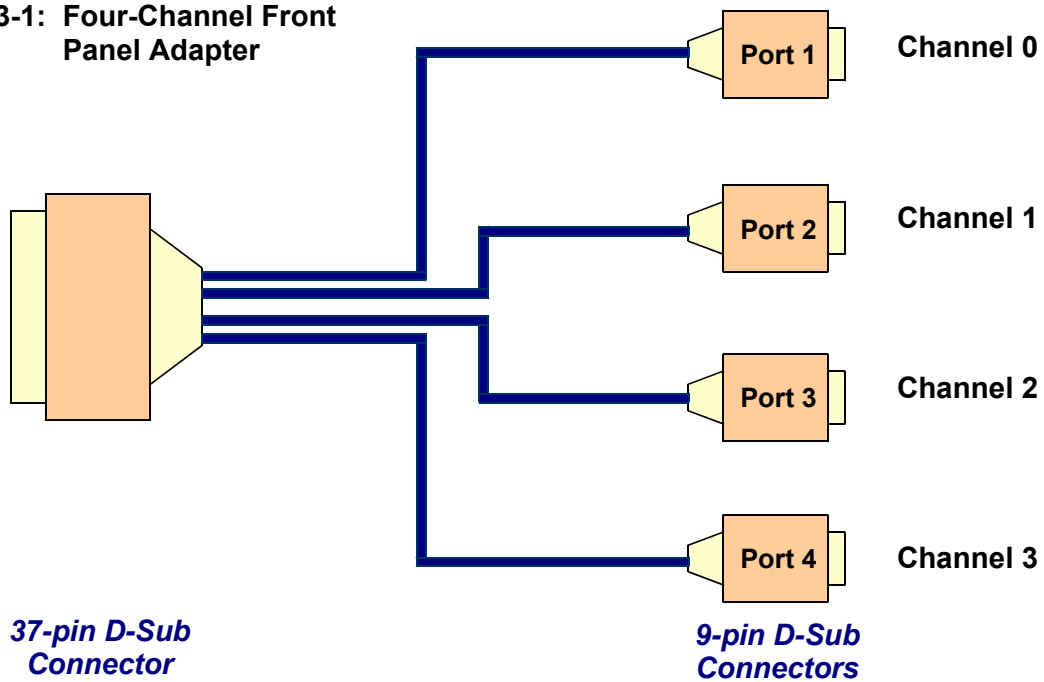 3-1: Four-Channel Front
Panel Adapter
Port 1
Channel 0
Port 2
Channel 1
Port 3
Channel 2
Port 4
Channel 3
37-pin D-Sub
Connector
9-pin D-Sub
Connectors